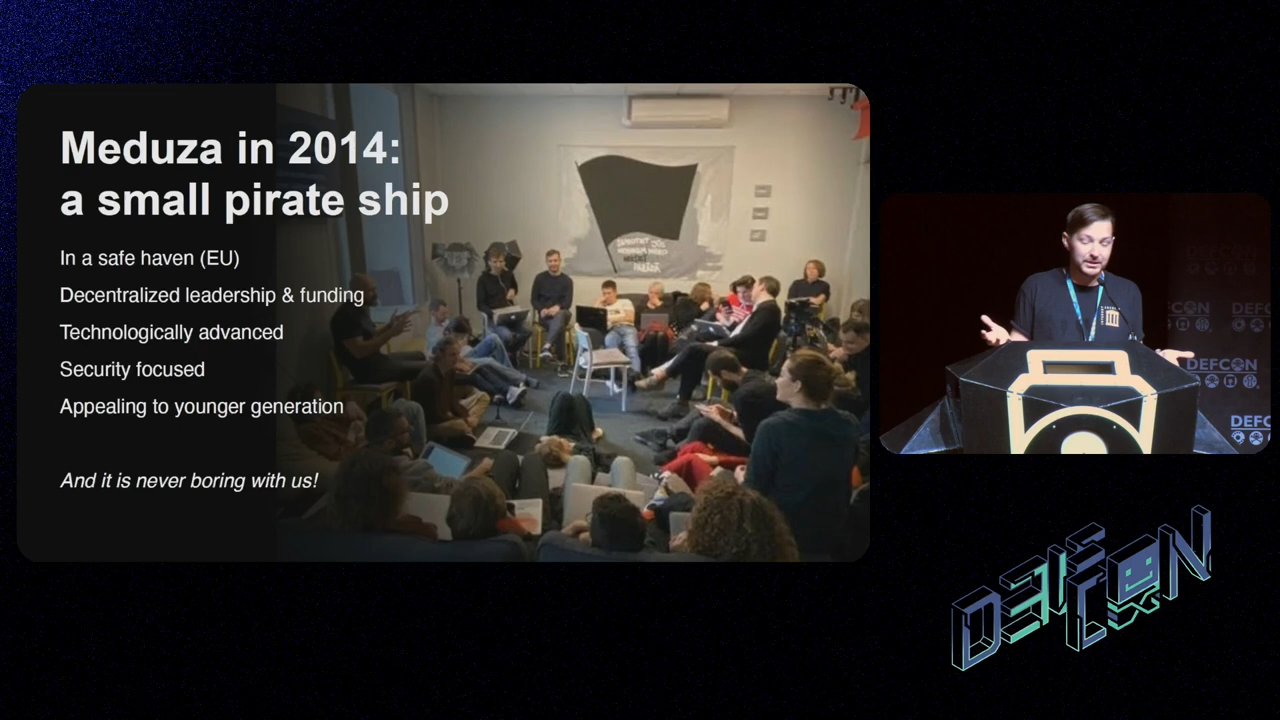 Meduza in 2014:
a small pirate ship
In a safe haven (EU)
Decentralized leadership & funding
Technologically advanced
Security focused
Appealing to younger generation
And it is never boring with us!
DEFCON
DEFCON
DEFCON